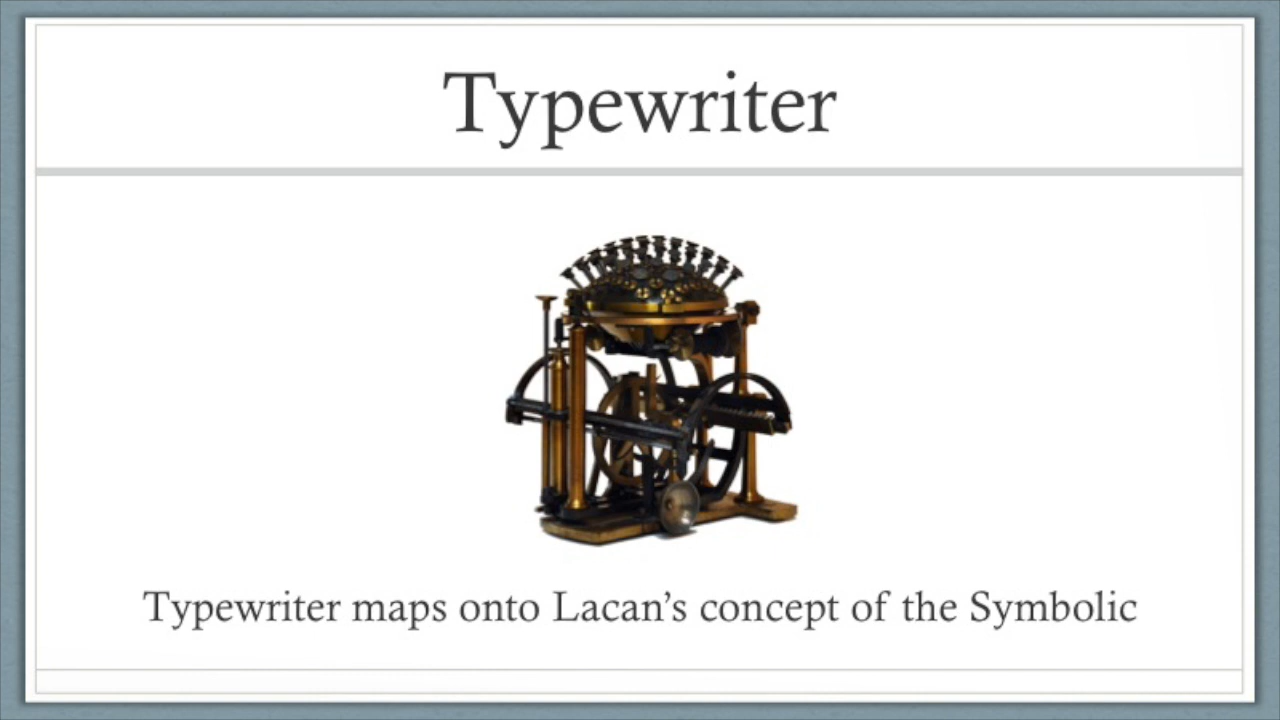 Typewriter
Typewriter maps onto Lacan’s concept of the Symbolic